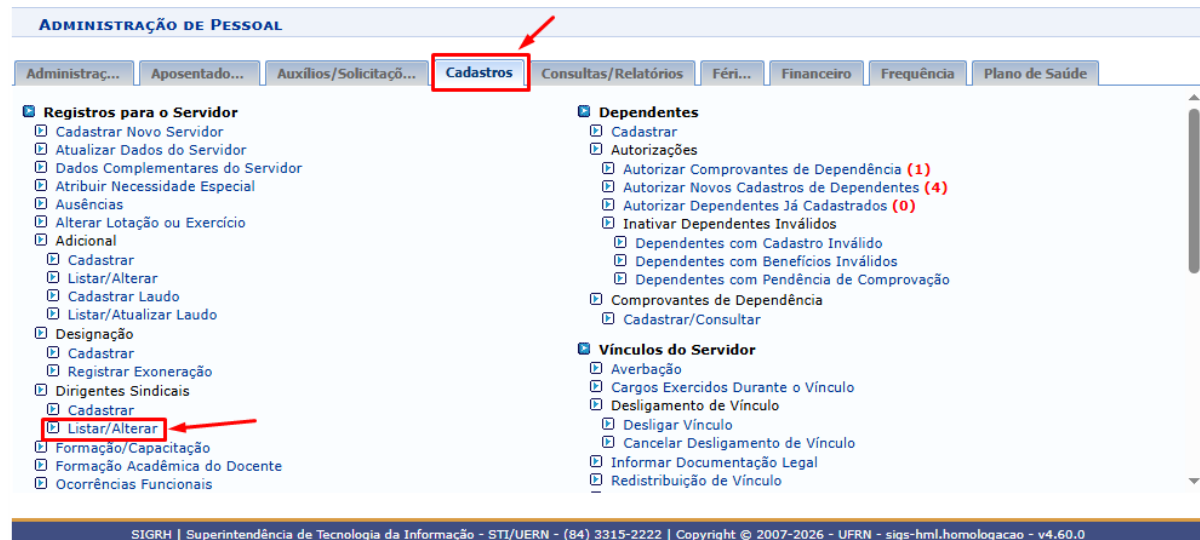 ADMINISTRAÇÃO DE PESSOAL
Administraç... Aposentado... Auxílios/Solicitaçõ... Cadastros Consultas/Relatórios Féri... Financeiro Frequência Plano de Saúde
Registros para o Servidor
Cadastrar Novo Servidor
Atualizar Dados do Servidor
Dados Complementares do Servidor
Atribuir Necessidade Especial
Ausências
Alterar Lotação ou Exercício
Adicional
Cadastrar
Listar/Alterar
Cadastrar Laudo
Listar/Atualizar Laudo
Designação
Cadastrar
Registrar Exoneração
Dirigentes Sindicais
Cadastrar
Listar/Alterar
Formação/Capacitação
Formação Acadêmica do Docente
Ocorrências Funcionais
Dependentes
Cadastrar
Autorizações
Autorizar Comprovantes de Dependência (1)
Autorizar Novos Cadastros de Dependentes (4)
Autorizar Dependentes Já Cadastrados (0)
Inativar Dependentes Inválidos
Dependentes com Cadastro Inválido
Dependentes com Benefícios Inválidos
Dependentes com Pendência de Comprovação
Comprovantes de Dependência
Cadastrar/Consultar
Vínculos do Servidor
Averbação
Cargos Exercidos Durante o Vínculo
Desligamento de Vínculo
Desligar Vínculo
Cancelar Desligamento de Vínculo
Informar Documentação Legal
Redistribuição de Vínculo
SIGRH | Superintendência de Tecnologia da Informação - STI/UERN - (84) 3315-2222 | Copyright © 2007-2026 - UFRN - sigs-hml.homologacao - v4.60.0